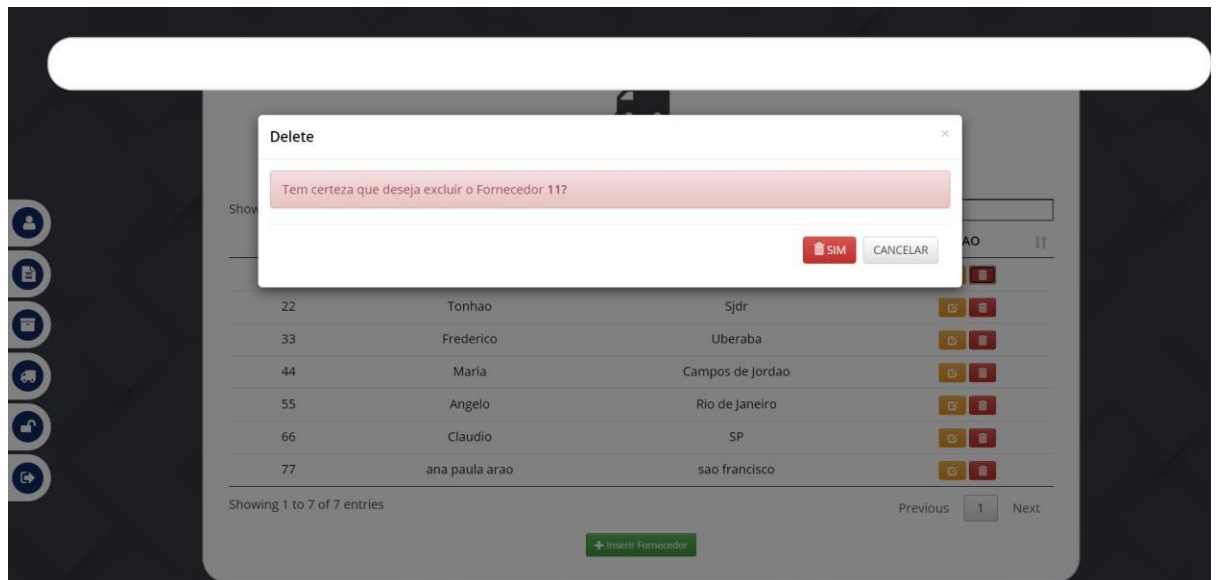 Delete
×
Tem certeza que deseja excluir o Fornecedor 11?
Show
SIM CANCELAR
AO
22 Tonhao Sjdr
33 Frederico Uberaba
44 Maria Campos de Jordao
55 Angelo Rio de Janeiro
66 Claudio SP
77 ana paula arao sao francisco
Showing 1 to 7 of 7 entries
Previous 1 Next
Inserir Fornecedor